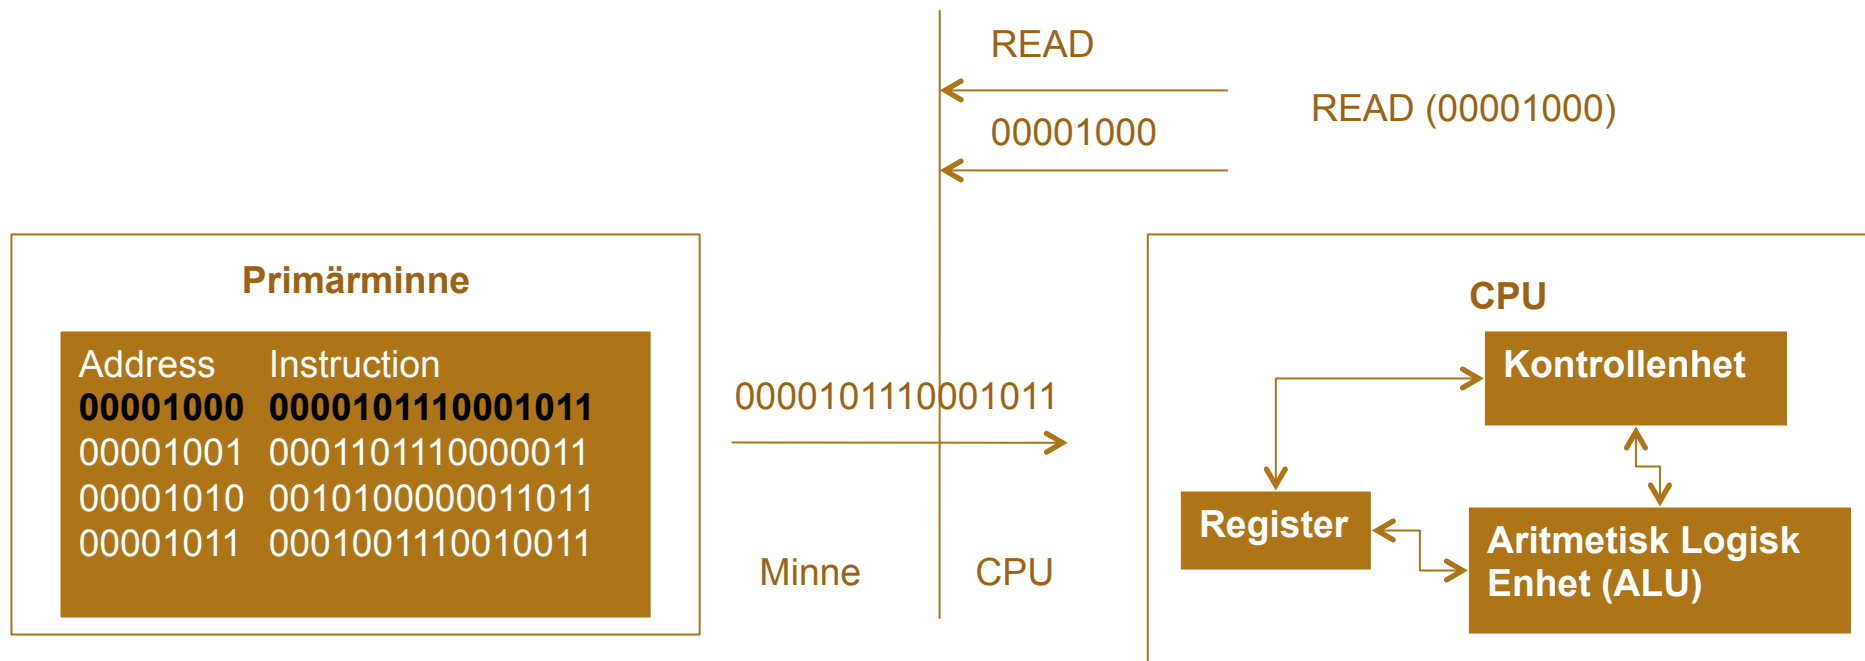 READ
READ (00001000)
00001000
Primärminne
Address Instruction
00001000 0000101110001011
00001001 0001101110000011
00001010 0010100000011011
00001011 0001001110010011
0000101110001011
Minne
CPU
CPU
Kontrollenhet
Register
Aritmetisk Logisk
Enhet (ALU)